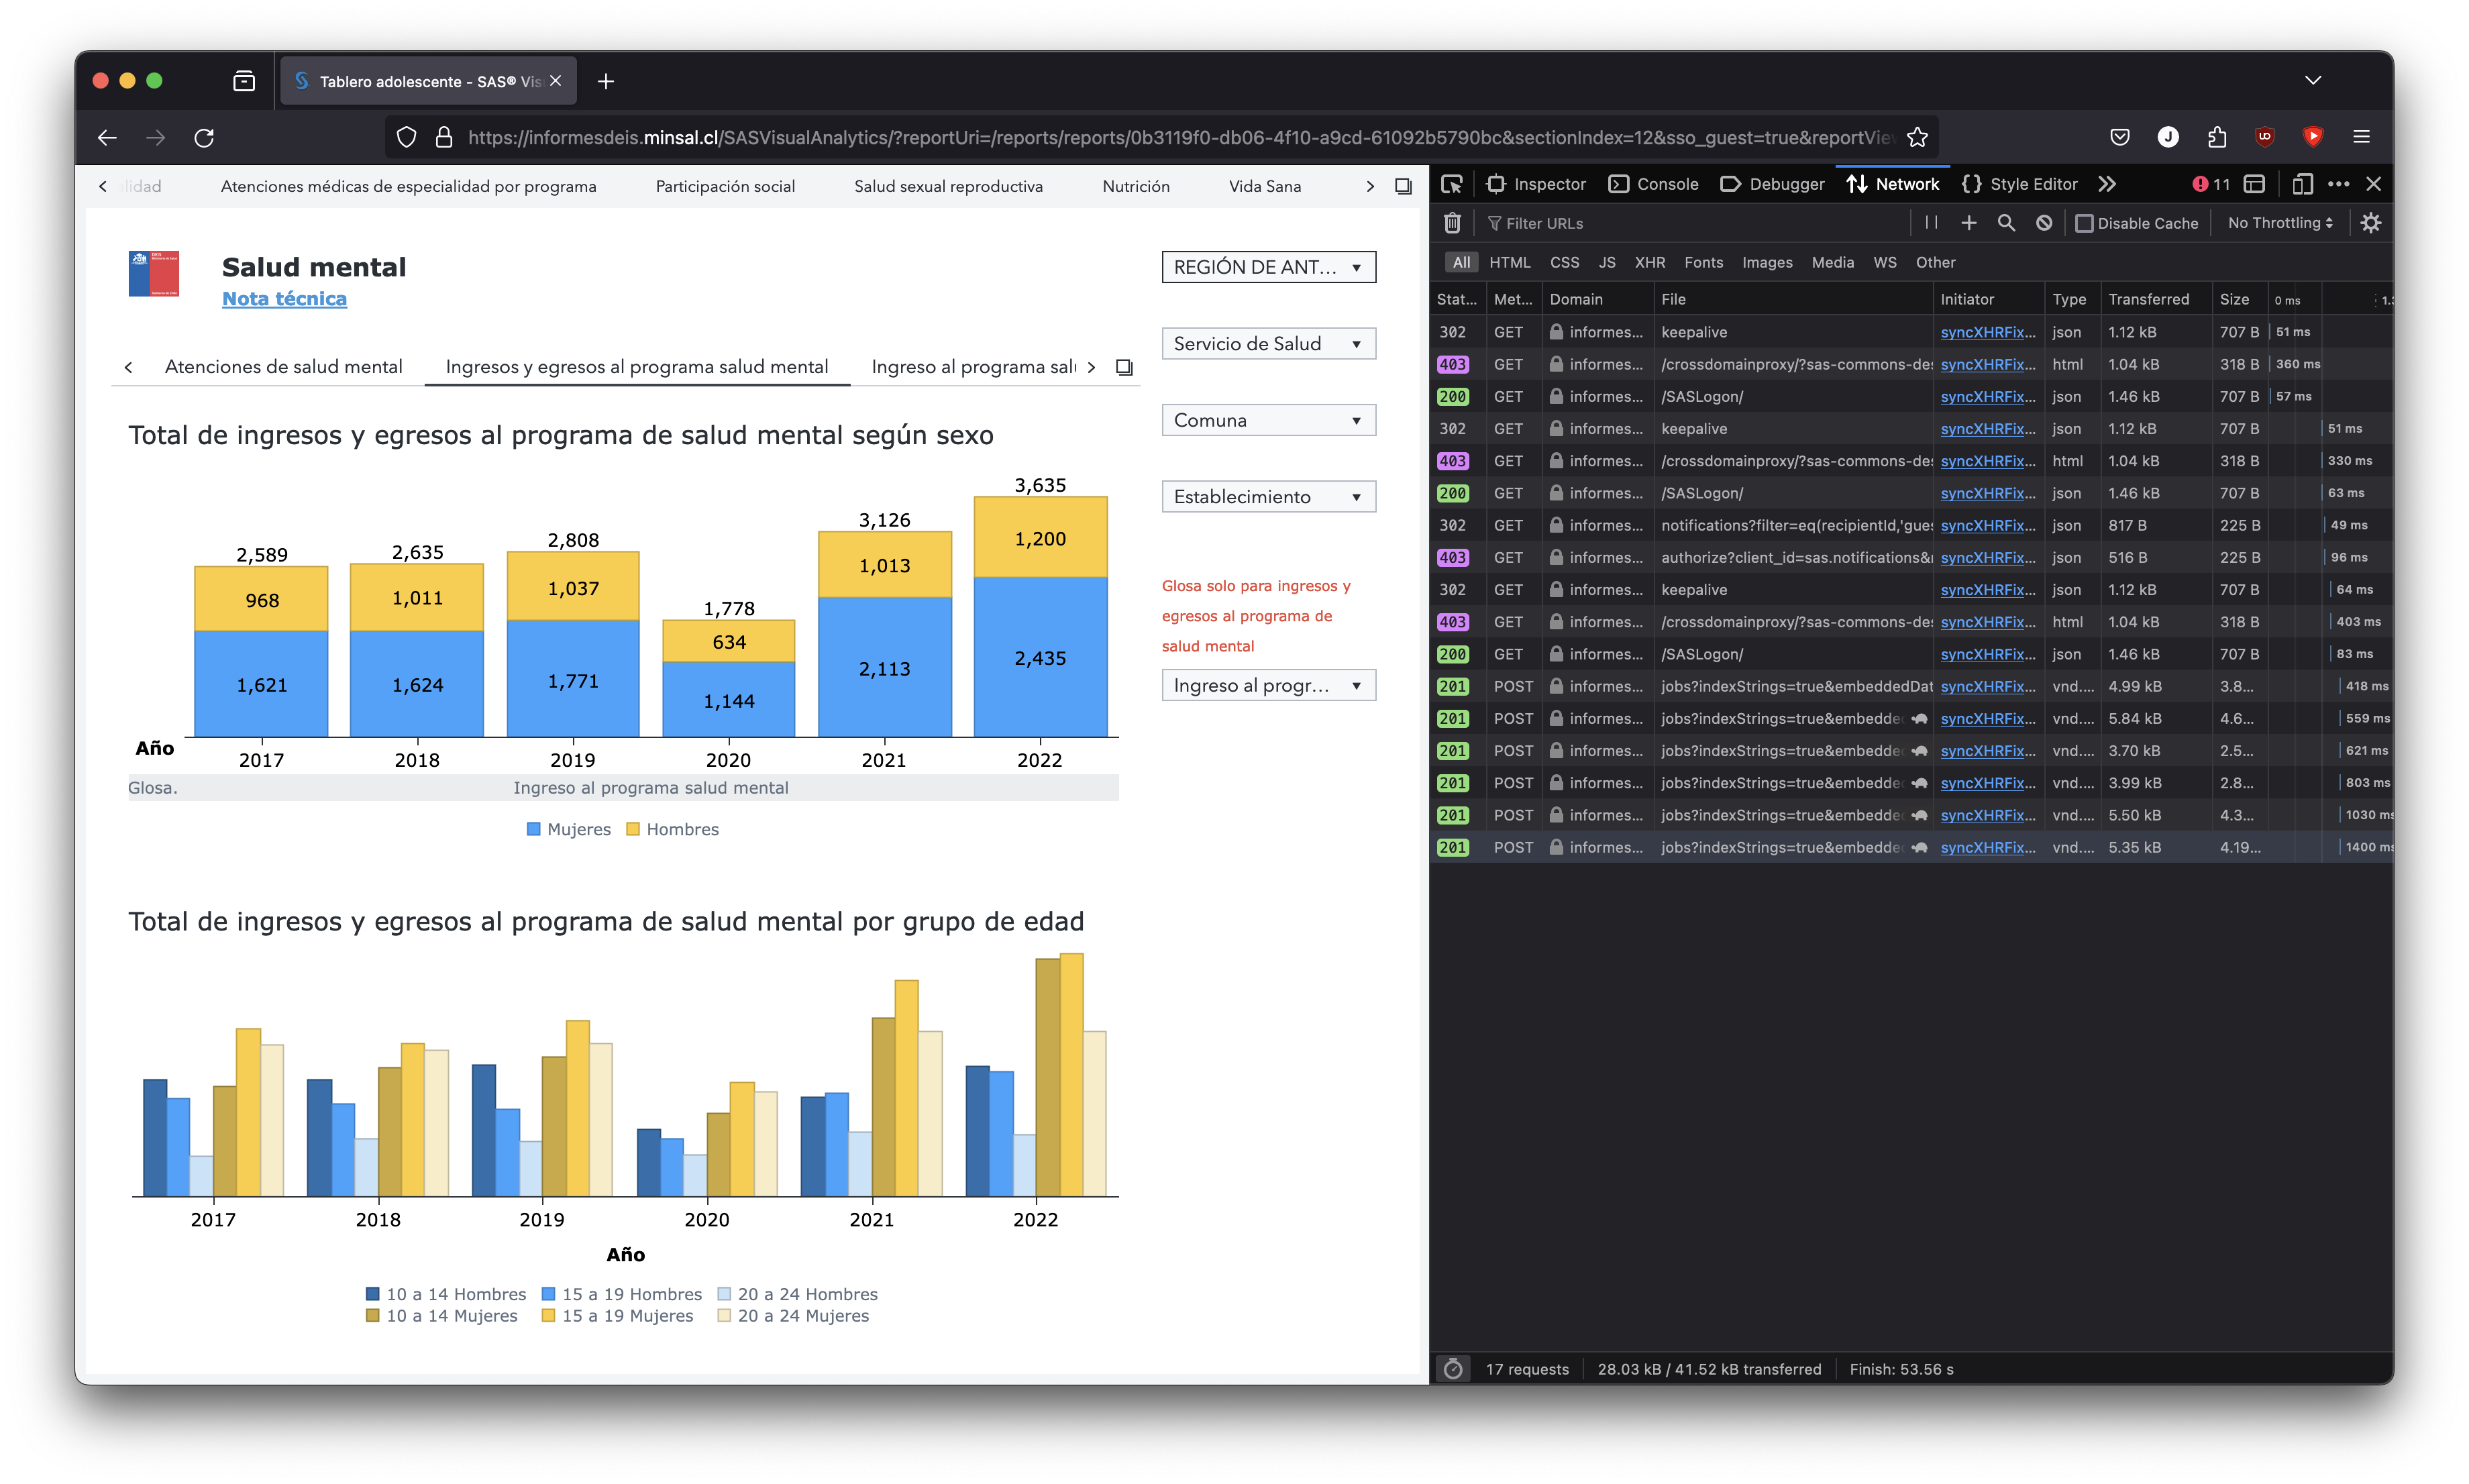 Tablero adolescente - SAS® Vis
https://informesdeis.minsal.cl/SASVisualAnalytics/?reportUri=/reports/reports/0b3119f0-db06-4f10-a9cd-61092b5790bc&sectionIndex=12&sso_guest=true&reportVie
alidad Atenciones médicas de especialidad por programa Participación social Salud sexual reproductiva Nutrición Vida Sana
Salud mental
Nota técnica
Atenciones de salud mental Ingresos y egresos al programa salud mental Ingreso al programa salu
Total de ingresos y egresos al programa de salud mental según sexo
2,589 2,635 2,808 1,778 3,126 3,635
968 1,011 1,037 634 1,013 1,200
1,621 1,624 1,771 1,144 2,113 2,435
Año
2017 2018 2019 2020 2021 2022
Glosa. Ingreso al programa salud mental
Mujeres Hombres
Total de ingresos y egresos al programa de salud mental por grupo de edad
2017 2018 2019 2020 2021 2022
Año
10 a 14 Hombres 15 a 19 Hombres 20 a 24 Hombres
10 a 14 Mujeres 15 a 19 Mujeres 20 a 24 Mujeres
REGIÓN DE ANT...
Servicio de Salud
Comuna
Establecimiento
Glosa solo para ingresos y
egresos al programa de
salud mental
Ingreso al progr...
Inspector Console Debugger Network Style Editor 11
Filter URLs Disable Cache No Throttling
All HTML CSS JS XHR Fonts Images Media WS Other
Stat... Met... Domain File Initiator Type Transferred Size 0 ms 1.3
302 GET informes... keepalive syncXHRFix... json 1.12 kB 707 B 51 ms
403 GET informes... /crossdomainproxy/?sas-commons-des syncXHRFix... html 1.04 kB 318 B 360 ms
200 GET informes... /SASLogon/ syncXHRFix... json 1.46 kB 707 B 57 ms
302 GET informes... keepalive syncXHRFix... json 1.12 kB 707 B 51 ms
403 GET informes... /crossdomainproxy/?sas-commons-des syncXHRFix... html 1.04 kB 318 B 330 ms
200 GET informes... /SASLogon/ syncXHRFix... json 1.46 kB 707 B 63 ms
302 GET informes... notifications?filter=eq(recipientId,'gues syncXHRFix... json 817 B 225 B 49 ms
403 GET informes... authorize?client_id=sas.notifications& syncXHRFix... json 516 B 225 B 96 ms
302 GET informes... keepalive syncXHRFix... json 1.12 kB 707 B 64 ms
403 GET informes... /crossdomainproxy/?sas-commons-des syncXHRFix... html 1.04 kB 318 B 403 ms
200 GET informes... /SASLogon/ syncXHRFix... json 1.46 kB 707 B 83 ms
201 POST informes... jobs?indexStrings=true&embeddedDat syncXHRFix... vnd.... 4.99 kB 3.8... 418 ms
201 POST informes... jobs?indexStrings=true&embedde syncXHRFix... vnd.... 5.84 kB 4.6... 559 ms
201 POST informes... jobs?indexStrings=true&embedde syncXHRFix... vnd.... 3.70 kB 2.5... 621 ms
201 POST informes... jobs?indexStrings=true&embedde syncXHRFix... vnd.... 3.99 kB 2.8... 803 ms
201 POST informes... jobs?indexStrings=true&embedde syncXHRFix... vnd.... 5.50 kB 4.3... 1030 ms
201 POST informes... jobs?indexStrings=true&embedde syncXHRFix... vnd.... 5.35 kB 4.19... 1400 ms
17 requests 28.03 kB / 41.52 kB transferred Finish: 53.56 s